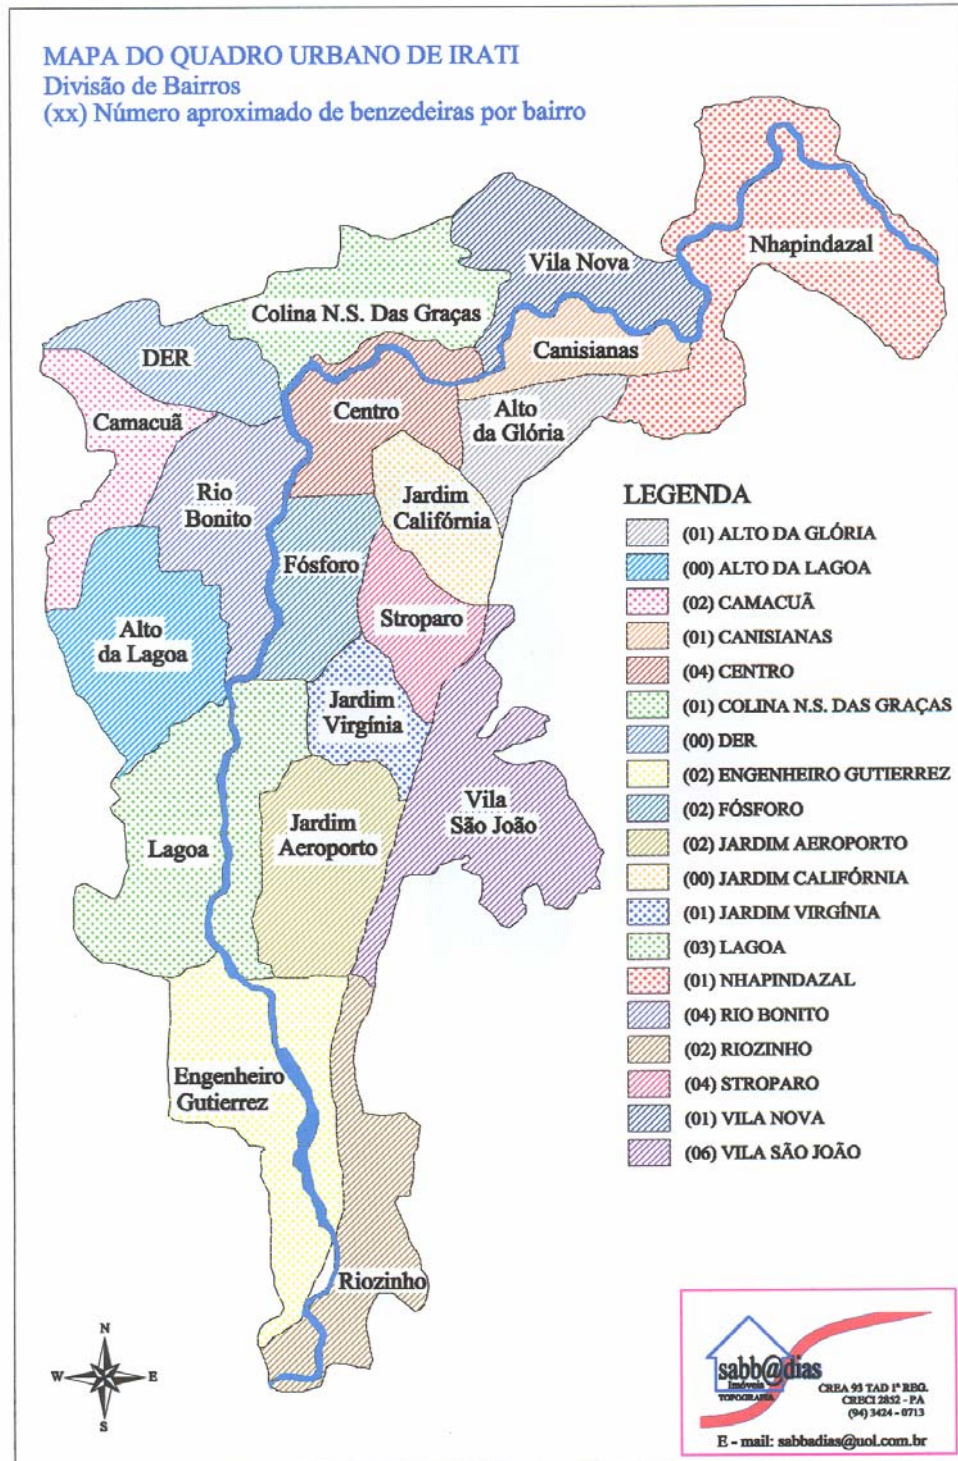 MAPA DO QUADRO URBANO DE IRATI
Divisão de Bairros
(xx) Número aproximado de benzedeiras por bairro
Nhapindazal
Vila Nova
Colina N.S. Das Graças
Canisianas
DER
Centro
Alto
da Glória
Camacuã
Rio
Bonito
Jardim
Califórnia
Fósforo
Stroparo
Alto
da Lagoa
Jardim
Virgínia
Vila
São João
Jardim
Aeroporto
Lagoa
Engenheiro
Gutierrez
Riozinho
LEGENDA
(01) ALTO DA GLÓRIA
(00) ALTO DA LAGOA
(02) CAMACUÃ
(01) CANISIANAS
(04) CENTRO
(01) COLINA N.S. DAS GRAÇAS
(00) DER
(02) ENGENHEIRO GUTIERREZ
(02) FÓSFORO
(02) JARDIM AEROPORTO
(00) JARDIM CALIFÓRNIA
(01) JARDIM VIRGÍNIA
(03) LAGOA
(01) NHAPINDAZAL
(04) RIO BONITO
(02) RIOZINHO
(04) STROPARO
(01) VILA NOVA
(06) VILA SÃO JOÃO
N
W E
S
sabb@dias
Imóveis
TOPOGRAFIA
CREA 93 TAD 1ª REG.
CRECI 2852 - PA
(94) 3424 - 0713
E - mail: sabbadias@uol.com.br